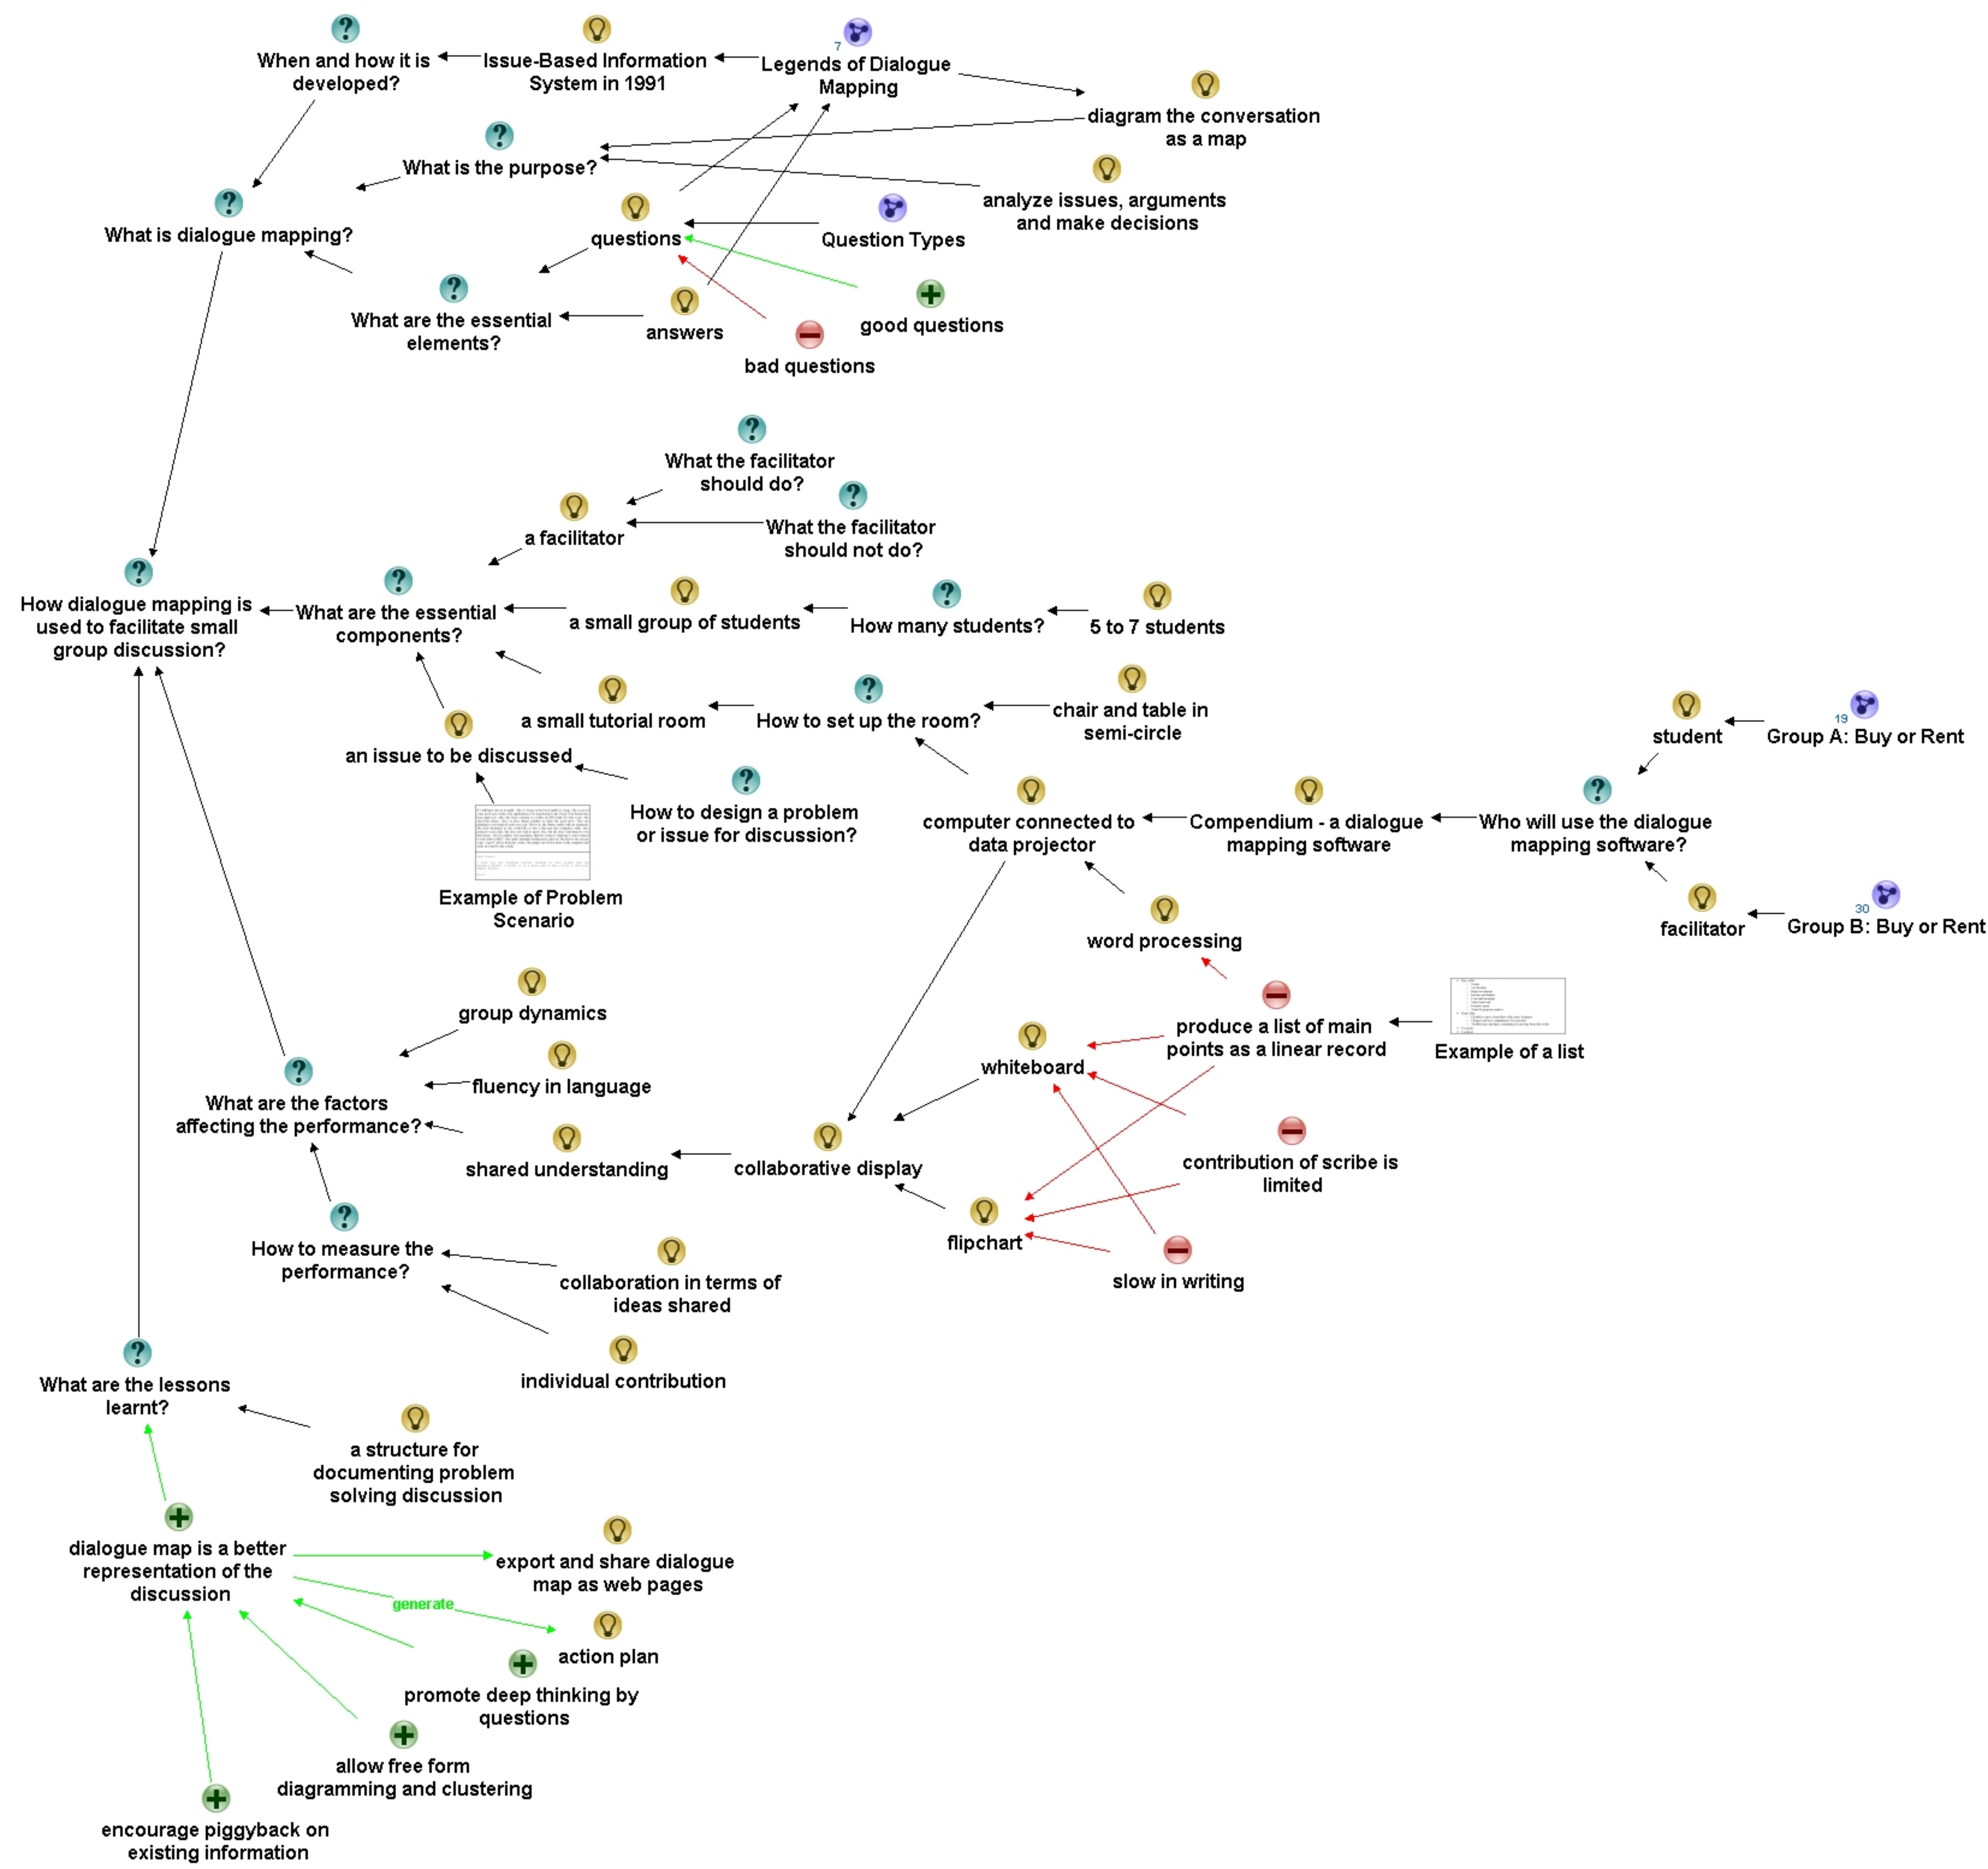 When and how it is
developed?
Issue-Based Information
System in 1991
7
Legends of Dialogue
Mapping
diagram the conversation
as a map
What is the purpose?
analyze issues, arguments
and make decisions
What is dialogue mapping?
questions
Question Types
What are the essential
elements?
answers
good questions
bad questions
What the facilitator
should do?
a facilitator
What the facilitator
should not do?
How dialogue mapping is
used to facilitate small
group discussion?
What are the essential
components?
a small group of students
How many students?
5 to 7 students
a small tutorial room
How to set up the room?
chair and table in
semi-circle
an issue to be discussed
How to design a problem
or issue for discussion?
Example of Problem
Scenario
computer connected to
data projector
Compendium - a dialogue
mapping software
Who will use the dialogue
mapping software?
student
19
Group A: Buy or Rent
facilitator
30
Group B: Buy or Rent
word processing
produce a list of main
points as a linear record
Example of a list
group dynamics
fluency in language
What are the factors
affecting the performance?
shared understanding
collaborative display
whiteboard
contribution of scribe is
limited
flipchart
slow in writing
How to measure the
performance?
collaboration in terms of
ideas shared
individual contribution
What are the lessons
learnt?
a structure for
documenting problem
solving discussion
dialogue map is a better
representation of the
discussion
export and share dialogue
map as web pages
generate
action plan
promote deep thinking by
questions
allow free form
diagramming and clustering
encourage piggyback on
existing information